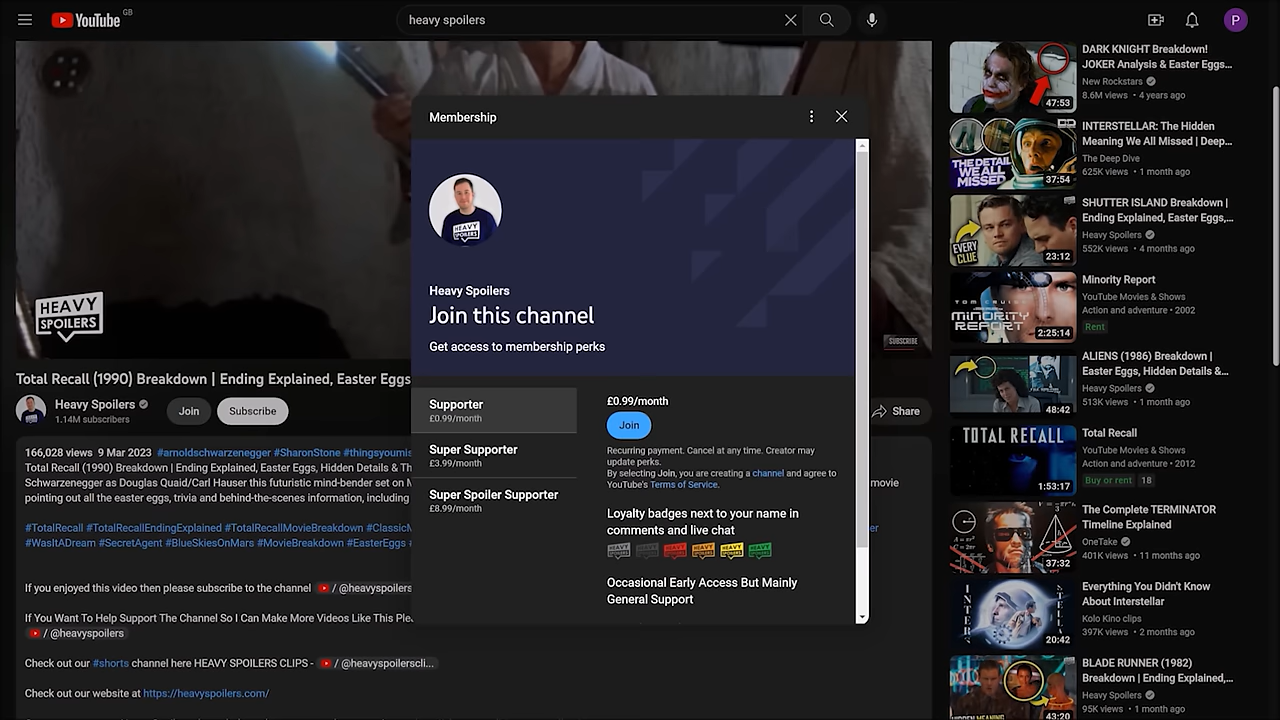 YouTube GB
heavy spoilers
P
HEAVY
SPOILERS
SUBSCRIBE
Total Recall (1990) Breakdown | Ending Explained, Easter Eggs
Heavy Spoilers
1.14M subscribers
Join
Subscribe
Share
166,028 views 9 Mar 2023 #arnoldschwarzenegger #SharonStone #thingsyoumis
Total Recall (1990) Breakdown | Ending Explained, Easter Eggs, Hidden Details & Th
Schwarzenegger as Douglas Quaid/Carl Hauser this futuristic mind-bender set on M
movie
pointing out all the easter eggs, trivia and behind-the-scenes information, including
#TotalRecall #TotalRecallEndingExplained #TotalRecallMovieBreakdown #ClassicM
#WasItADream #SecretAgent #BlueSkiesOnMars #MovieBreakdown #EasterEggs #
If you enjoyed this video then please subscribe to the channel / @heavyspoilers
If You Want To Help Support The Channel So I Can Make More Videos Like This Ple
/ @heavyspoilers
Check out our #shorts channel here HEAVY SPOILERS CLIPS - / @heavyspoilerscli...
Check out our website at https://heavyspoilers.com/
Membership
HEAVY
SPOILERS
Heavy Spoilers
Join this channel
Get access to membership perks
Supporter
£0.99/month
Super Supporter
£3.99/month
Super Spoiler Supporter
£8.99/month
£0.99/month
Join
Recurring payment. Cancel at any time. Creator may
update perks.
By selecting Join, you are creating a channel and agree to
YouTube's Terms of Service.
Loyalty badges next to your name in
comments and live chat
Occasional Early Access But Mainly
General Support
DARK KNIGHT Breakdown!
JOKER Analysis & Easter Eggs...
New Rockstars
8.6M views • 4 years ago
47:53
INTERSTELLAR: The Hidden
Meaning We All Missed | Deep...
The Deep Dive
625K views • 1 month ago
THE DETAIL
WE ALL
MISSED
37:54
SHUTTER ISLAND Breakdown |
Ending Explained, Easter Eggs,...
Heavy Spoilers
552K views • 4 months ago
EVERY
CLUE
23:12
Minority Report
YouTube Movies & Shows
Action and adventure • 2002
Rent
TOM CRUISE
MINORITY
REPORT
2:25:14
ALIENS (1986) Breakdown |
Easter Eggs, Hidden Details &...
Heavy Spoilers
513K views • 1 month ago
48:42
Total Recall
YouTube Movies & Shows
Action and adventure • 2012
Buy or rent 18
TOTAL RECALL
1:53:17
The Complete TERMINATOR
Timeline Explained
OneTake
401K views • 11 months ago
37:32
Everything You Didn't Know
About Interstellar
Kolo Kino clips
397K views • 2 months ago
INTER
STELLA
20:42
BLADE RUNNER (1982)
Breakdown | Ending Explained,...
Heavy Spoilers
95K views • 1 month ago
HIDDEN MEANING
43:20